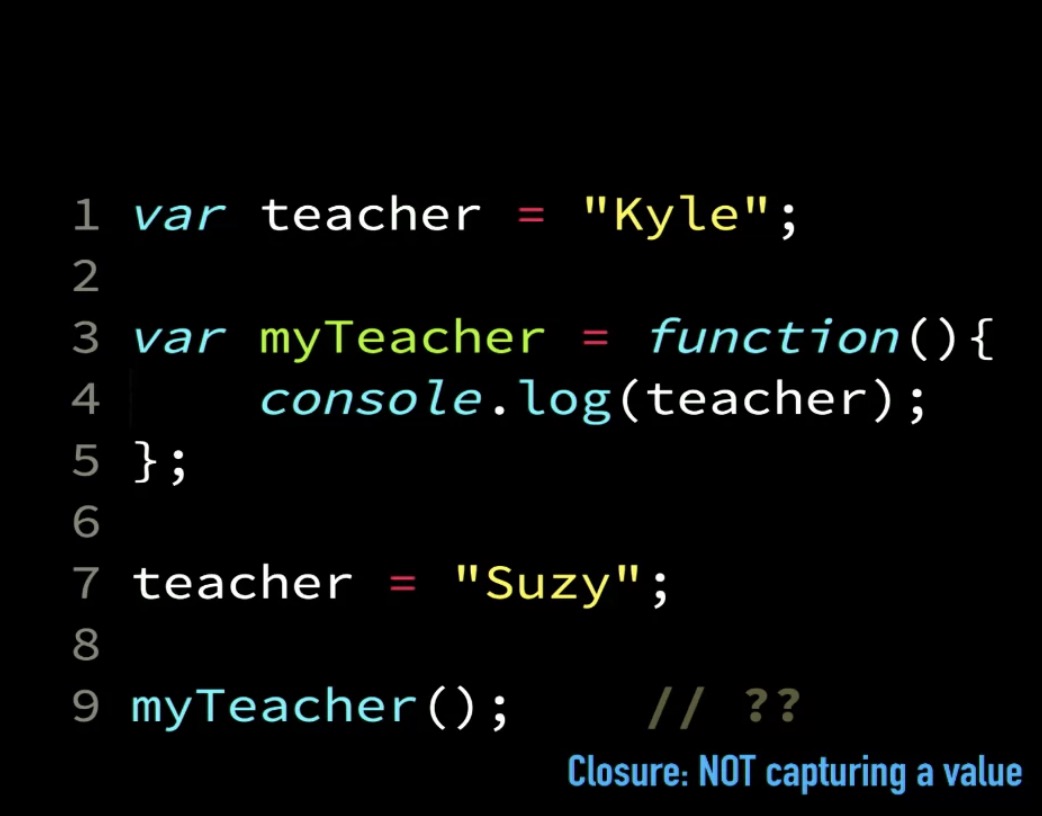 1 var teacher = "Kyle";
2
3 var myTeacher = function(){
4     console.log(teacher);
5 };
6
7 teacher = "Suzy";
8
9 myTeacher();    // ??
Closure: NOT capturing a value